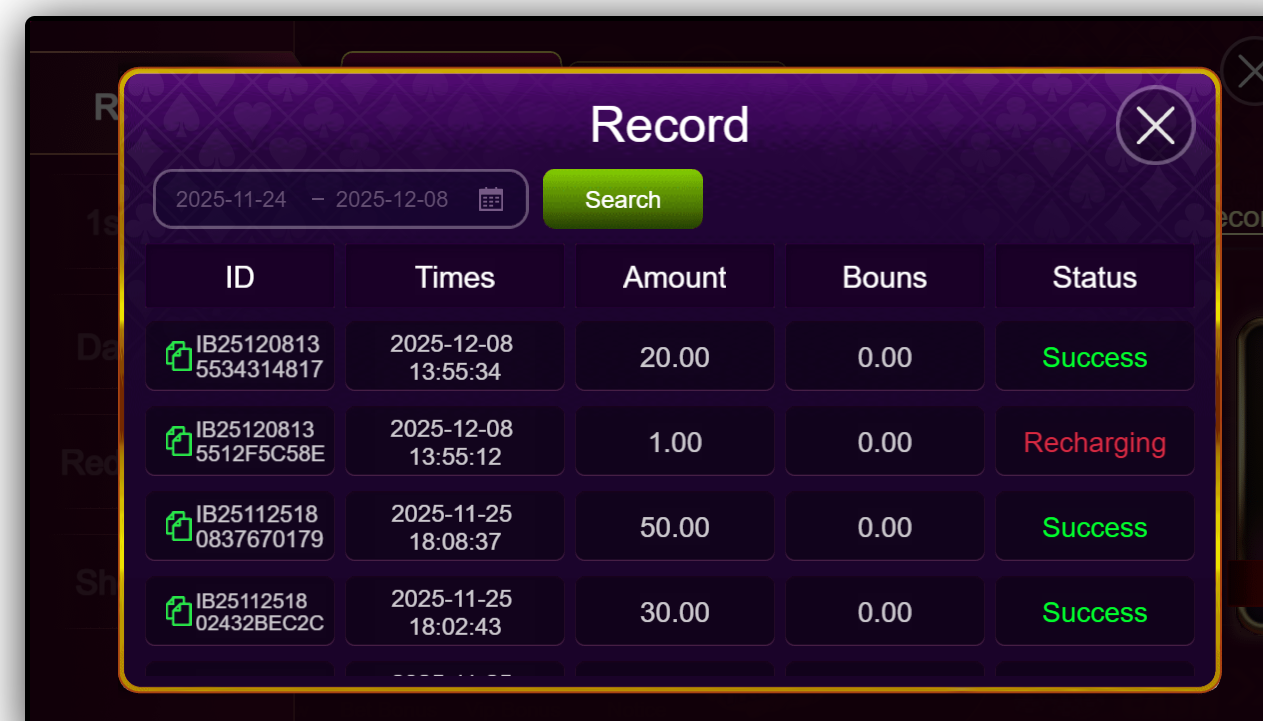 Record
2025-11-24 – 2025-12-08
Search
ID Times Amount Bouns Status
IB25120813
5534314817
2025-12-08
13:55:34
20.00
0.00
Success
IB25120813
5512F5C58E
2025-12-08
13:55:12
1.00
0.00
Recharging
IB25112518
0837670179
2025-11-25
18:08:37
50.00
0.00
Success
IB25112518
02432BEC2C
2025-11-25
18:02:43
30.00
0.00
Success